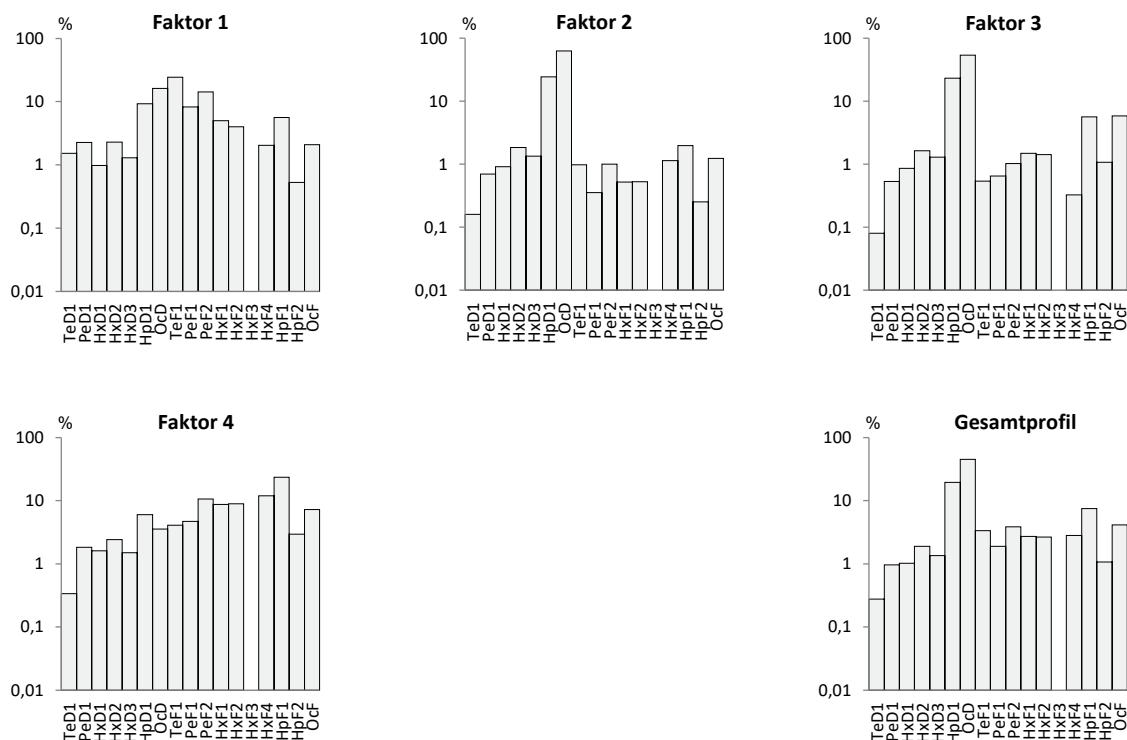 Faktor 1
%
100
10
1
0,1
0,01
TeD1
PeD1
HxD1
HxD2
HxD3
HpD1
OcD
TeF1
PeF1
PeF2
HxF1
HxF2
HxF3
HxF4
HpF1
HpF2
OcF
Faktor 2
%
100
10
1
0,1
0,01
TeD1
PeD1
HxD1
HxD2
HxD3
HpD1
OcD
TeF1
PeF1
PeF2
HxF1
HxF2
HxF3
HxF4
HpF1
HpF2
OcF
Faktor 3
%
100
10
1
0,1
0,01
TeD1
PeD1
HxD1
HxD2
HxD3
HpD1
OcD
TeF1
PeF1
PeF2
HxF1
HxF2
HxF3
HxF4
HpF1
HpF2
OcF
Faktor 4
%
100
10
1
0,1
0,01
TeD1
PeD1
HxD1
HxD2
HxD3
HpD1
OcD
TeF1
PeF1
PeF2
HxF1
HxF2
HxF3
HxF4
HpF1
HpF2
OcF
Gesamtprofil
%
100
10
1
0,1
0,01
TeD1
PeD1
HxD1
HxD2
HxD3
HpD1
OcD
TeF1
PeF1
PeF2
HxF1
HxF2
HxF3
HxF4
HpF1
HpF2
OcF